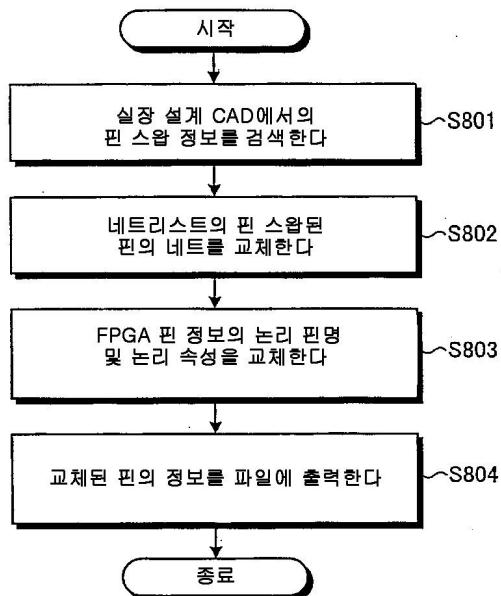 시작
실장 설계 CAD에서의
핀 스왑 정보를 검색한다
S801
네트리스트의 핀 스왑된
핀의 네트를 교체한다
S802
FPGA 핀 정보의 논리 핀명
및 논리 속성을 교체한다
S803
교체된 핀의 정보를 파일에 출력한다
S804
종료